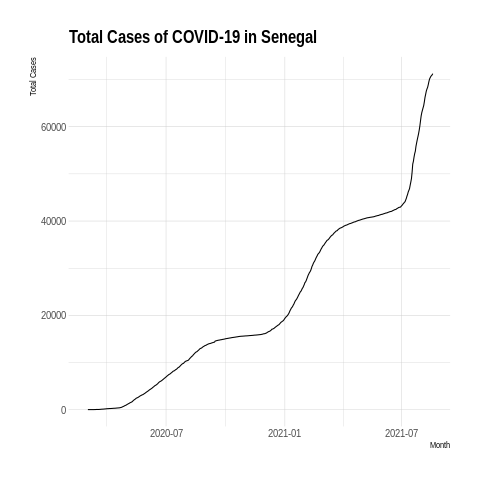 Total Cases of COVID-19 in Senegal
Total Cases
60000
40000
20000
0
2020-07 2021-01 2021-07
Month